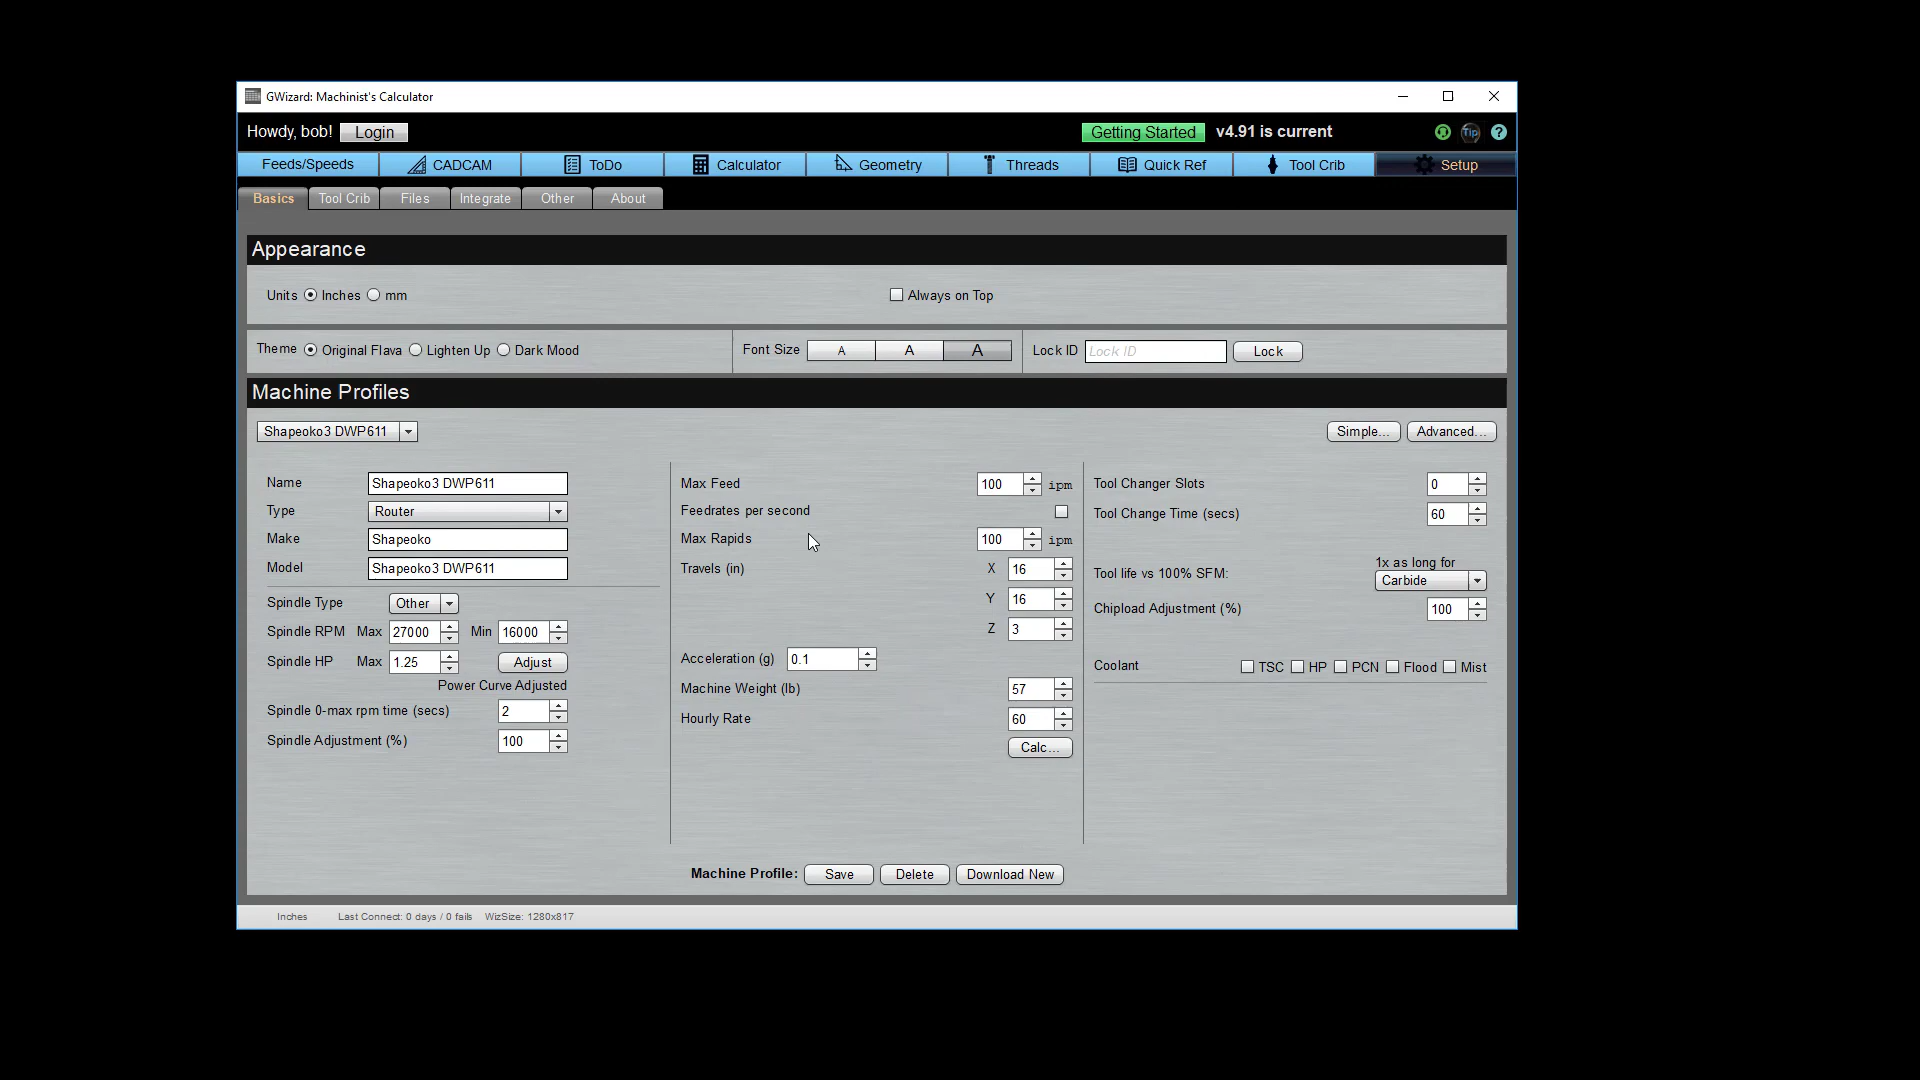 GWizard: Machinist's Calculator
Howdy, bob! Login Getting Started v4.91 is current Tip ?
Feeds/Speeds CADCAM ToDo Calculator Geometry Threads Quick Ref Tool Crib Setup
Basics Tool Crib Files Integrate Other About
Appearance
Units Inches mm Always on Top
Theme Original Flava Lighten Up Dark Mood Font Size A A A Lock ID Lock ID Lock
Machine Profiles
Shapeoko3 DWP611 Simple... Advanced...
Name Shapeoko3 DWP611
Type Router
Make Shapeoko
Model Shapeoko3 DWP611
Spindle Type Other
Spindle RPM Max 27000 Min 16000
Spindle HP Max 1.25 Adjust
Power Curve Adjusted
Spindle 0-max rpm time (secs) 2
Spindle Adjustment (%) 100
Max Feed 100 ipm
Feedrates per second
Max Rapids 100 ipm
Travels (in) X 16
Y 16
Z 3
Acceleration (g) 0.1
Machine Weight (lb) 57
Hourly Rate 60
Calc...
Tool Changer Slots 0
Tool Change Time (secs) 60
1x as long for
Tool life vs 100% SFM: Carbide
Chipload Adjustment (%) 100
Coolant TSC HP PCN Flood Mist
Machine Profile: Save Delete Download New
Inches Last Connect: 0 days / 0 fails WizSize: 1280x817